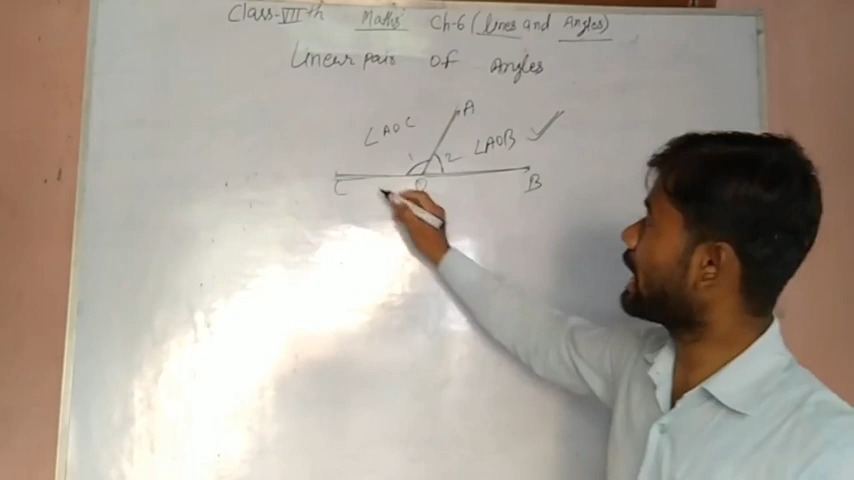 Class-VIIth Maths Ch-6 (lines and Angles)
Linear pair of Angles
A
∠AOC
∠AOB ✓
1 2
C O B